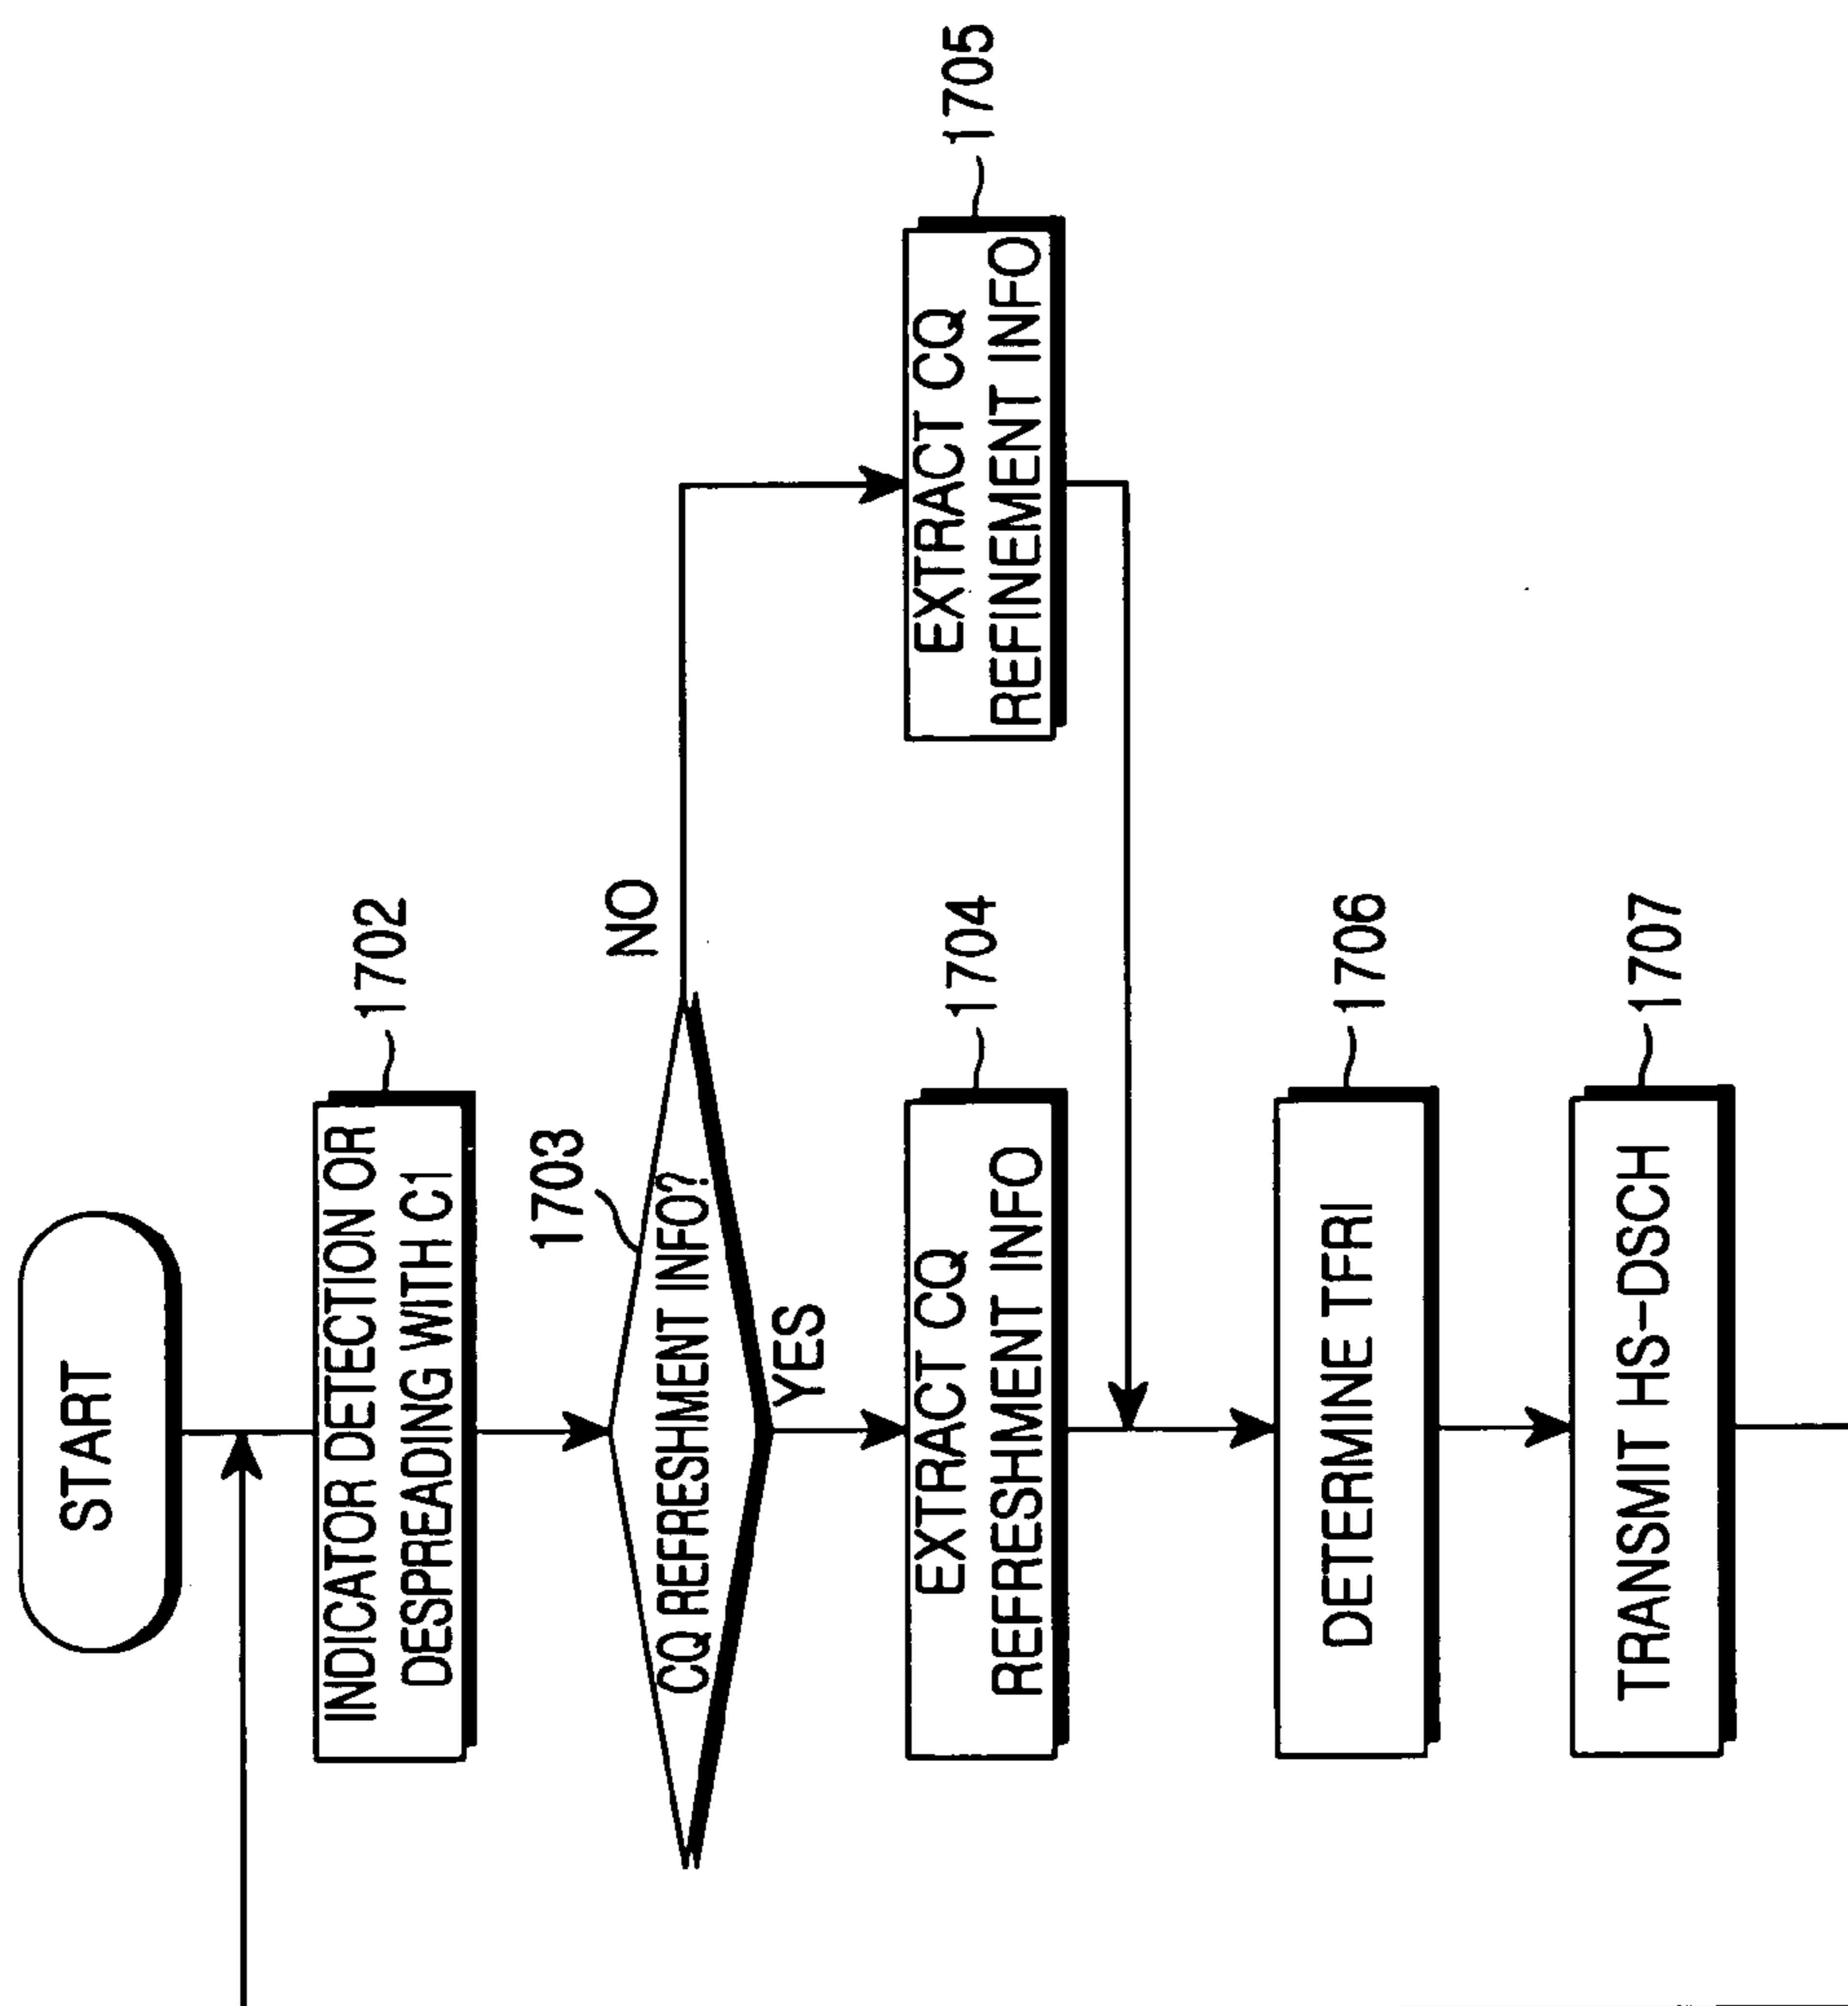 START
INDICATOR DETECTION OR
DESPREADING WITH C1
1702
1703
CQ REFRESHMENT INFO?
NO
YES
EXTRACT CQ
REFRESHMENT INFO
1704
EXTRACT CQ
REFINEMENT INFO
1705
DETERMINE TFRI
1706
TRANSMIT HS-DSCH
1707